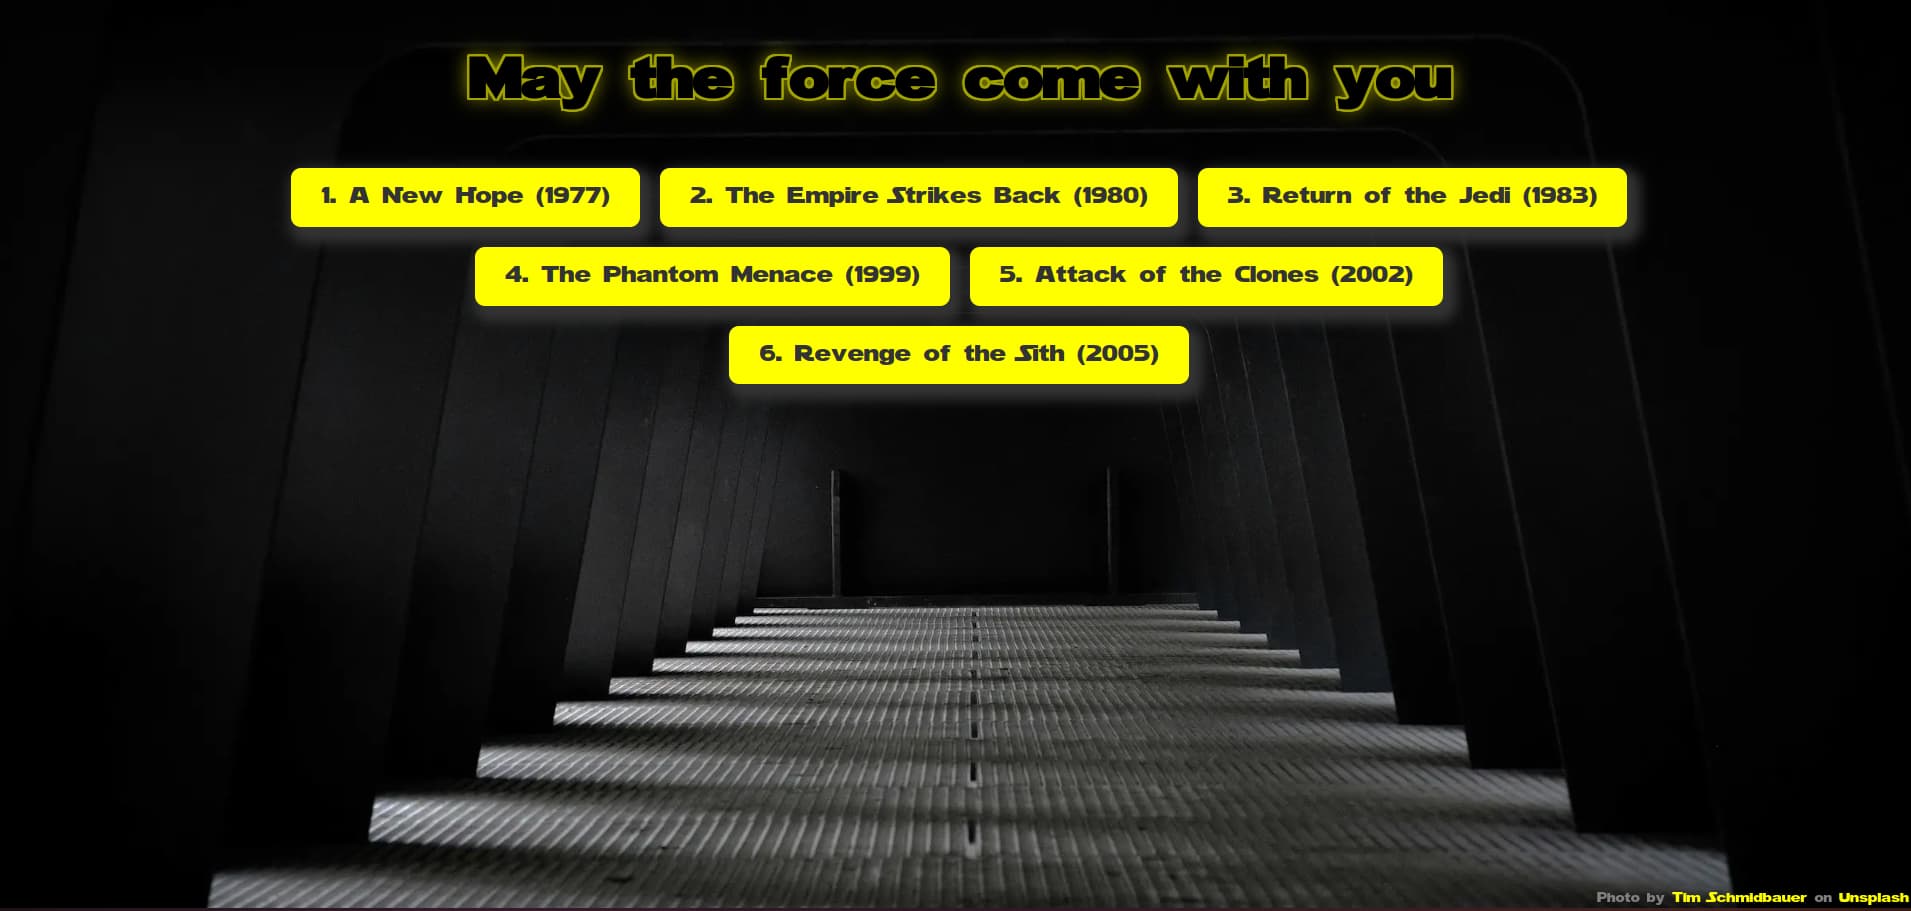 May the force come with you
1. A New Hope (1977) 2. The Empire Strikes Back (1980) 3. Return of the Jedi (1983)
4. The Phantom Menace (1999) 5. Attack of the Clones (2002)
6. Revenge of the Sith (2005)
Photo by Tim Schmidbauer on Unsplash